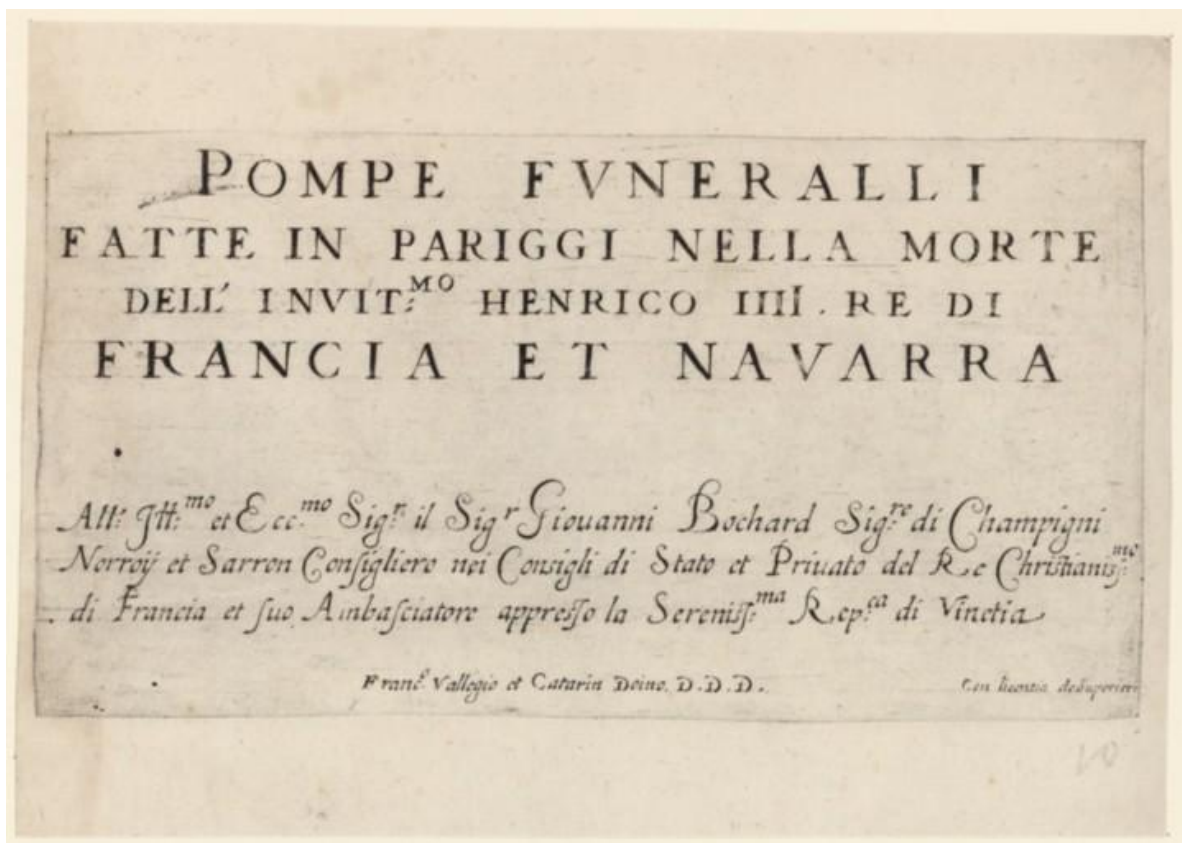 POMPE FVNERALLI
FATTE IN PARIGGI NELLA MORTE
DELL' INVIT:MO HENRICO IIII. RE DI
FRANCIA ET NAVARRA
All: Ill:mo et Ecc:mo Sig:r il Sig:r Giouanni Bochard Sig:re di Champigni
Norroÿ et Sarron Consigliero nei Consigli di Stato et Priuato del Re Christianiss:mo
di Francia et suo Ambasciatore appresso la Sereniss:ma Rep:ca di Vinetia
Franc: Vallegio et Catarin Doino. D.D.D.
Con licentia de Superiori
10